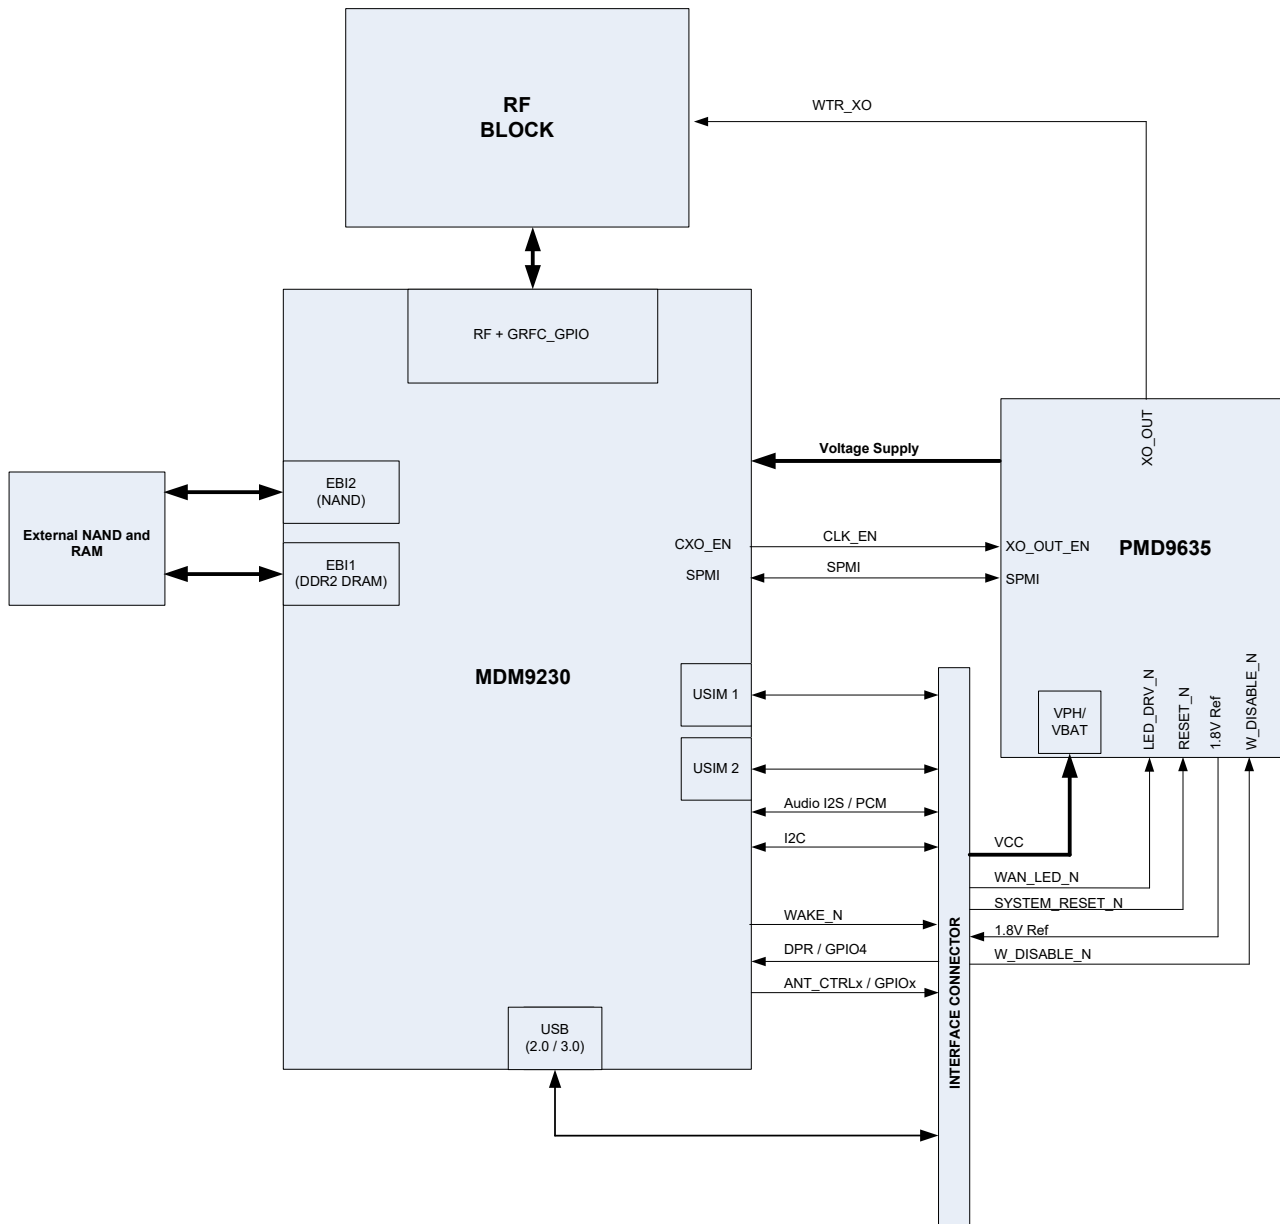 RF
BLOCK
WTR_XO
RF + GRFC_GPIO
XO_OUT
Voltage Supply
EBI2
(NAND)
External NAND and
RAM
EBI1
(DDR2 DRAM)
CXO_EN
CLK_EN
XO_OUT_EN
PMD9635
SPMI
SPMI
SPMI
MDM9230
USIM 1
USIM 2
VPH/
VBAT
LED_DRV_N
RESET_N
1.8V Ref
W_DISABLE_N
Audio I2S / PCM
I2C
VCC
WAN_LED_N
SYSTEM_RESET_N
WAKE_N
1.8V Ref
DPR / GPIO4
W_DISABLE_N
ANT_CTRLx / GPIOx
INTERFACE CONNECTOR
USB
(2.0 / 3.0)